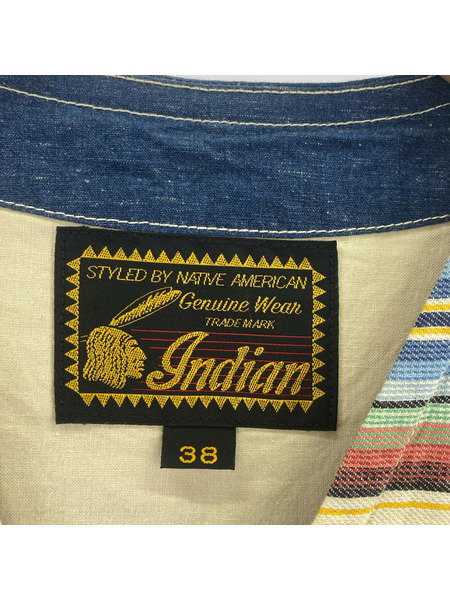 STYLED BY NATIVE AMERICAN
Genuine Wear
TRADE MARK
Indian
38